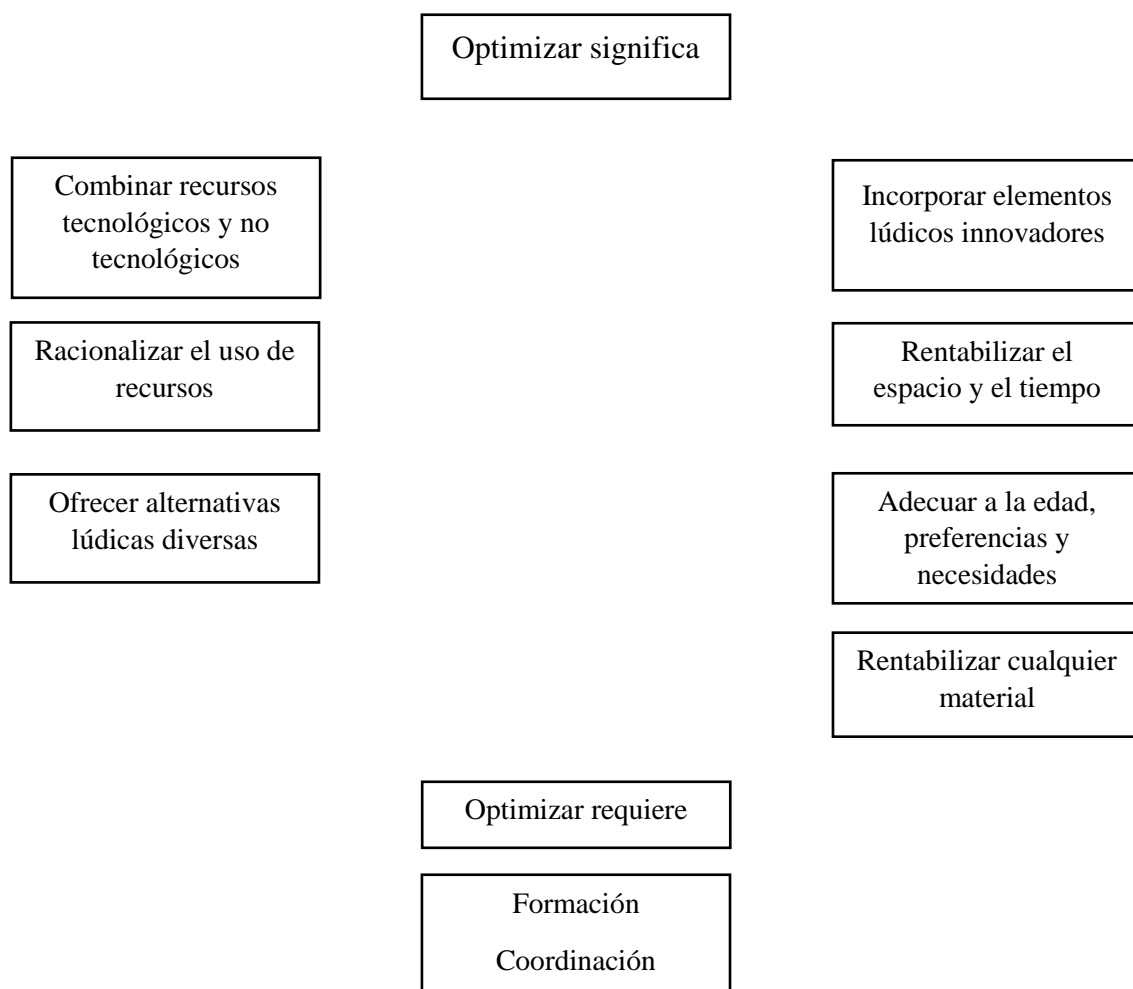 Optimizar significa
Combinar recursos
tecnológicos y no
tecnológicos
Incorporar elementos
lúdicos innovadores
Racionalizar el uso de
recursos
Rentabilizar el
espacio y el tiempo
Ofrecer alternativas
lúdicas diversas
Adecuar a la edad,
preferencias y
necesidades
Rentabilizar cualquier
material
Optimizar requiere
Formación
Coordinación